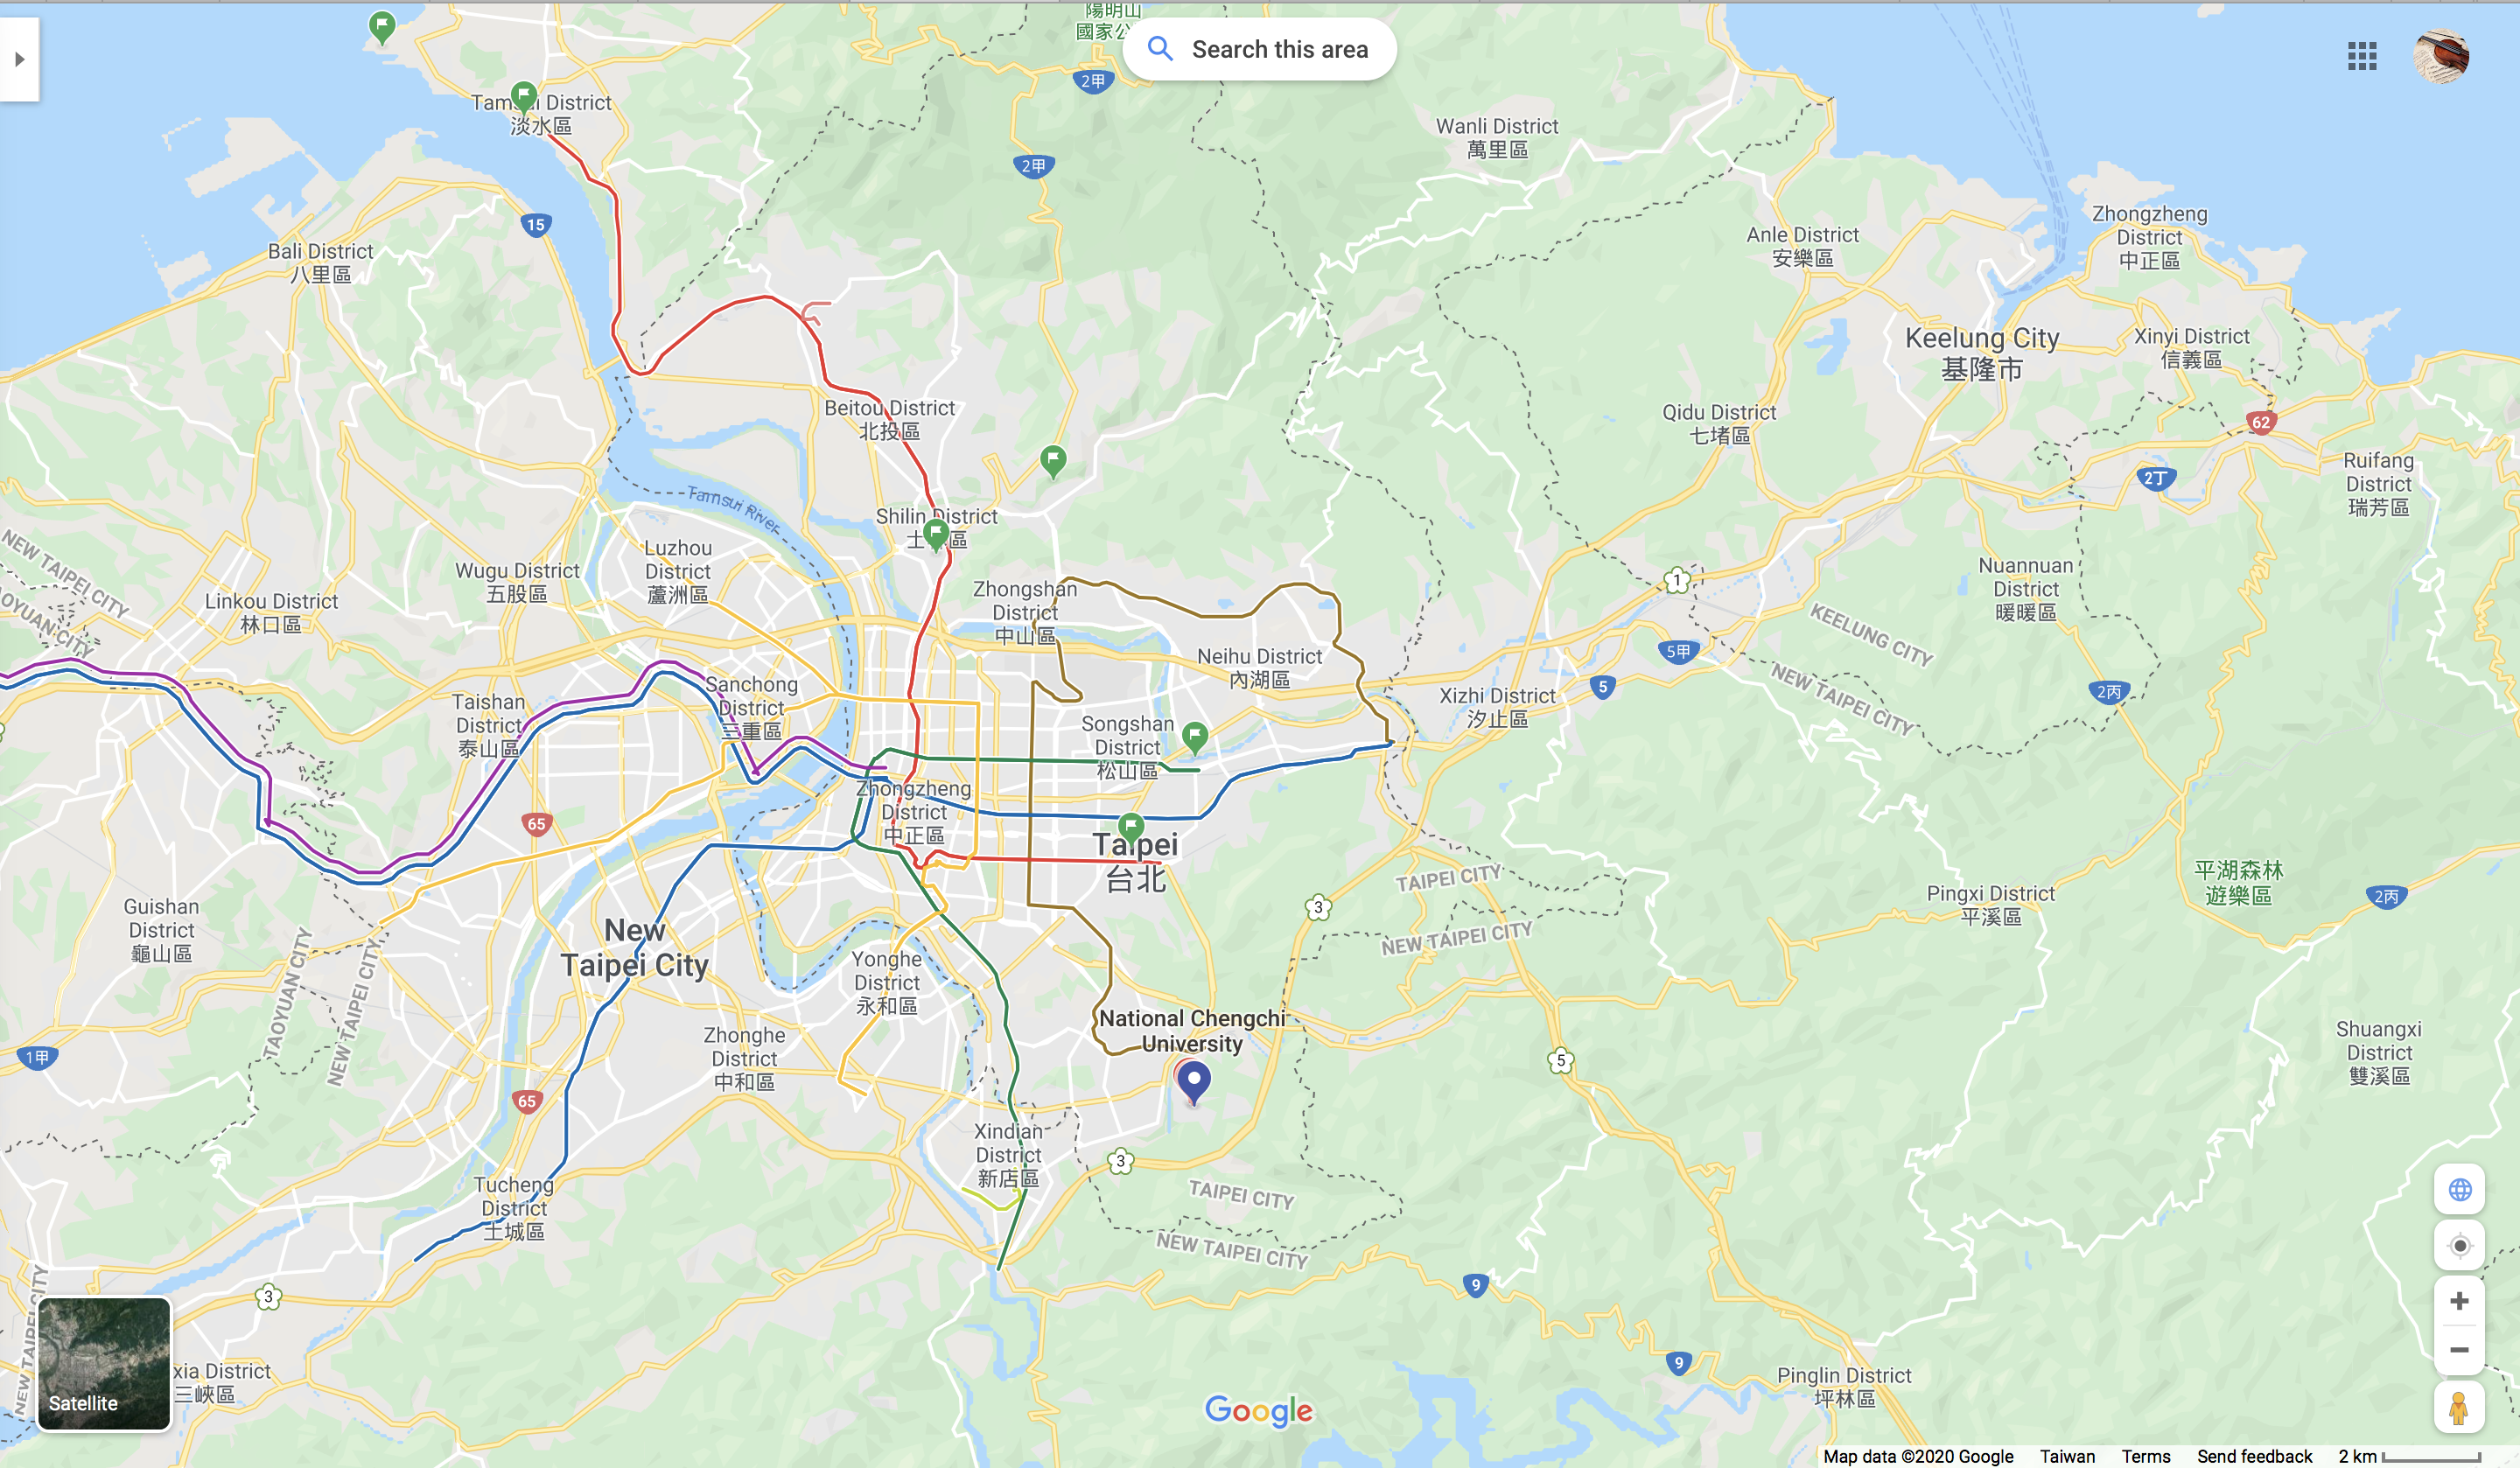 陽明山
國家公
Search this area
2甲
Tamsui District
淡水區
Wanli District
萬里區
2甲
15
Bali District
八里區
Anle District
安樂區
Zhongzheng
District
中正區
Keelung City
基隆市
Xinyi District
信義區
Beitou District
北投區
Qidu District
七堵區
62
2丁
Ruifang
District
瑞芳區
Tamsui River
Shilin District
士林區
NEW TAIPEI CITY
TAOYUAN CITY
Luzhou
District
蘆洲區
Wugu District
五股區
Linkou District
林口區
Zhongshan
District
中山區
1
Nuannuan
District
暖暖區
KEELUNG CITY
NEW TAIPEI CITY
5甲
5
2丙
Neihu District
內湖區
Xizhi District
汐止區
Sanchong
District
三重區
Taishan
District
泰山區
Songshan
District
松山區
Zhongzheng
District
中正區
65
Taipei
台北
TAIPEI CITY
NEW TAIPEI CITY
3
Pingxi District
平溪區
平湖森林
遊樂區
2丙
Guishan
District
龜山區
New
Taipei City
TAOYUAN CITY
NEW TAIPEI CITY
Yonghe
District
永和區
National Chengchi
University
Zhonghe
District
中和區
1甲
65
5
Shuangxi
District
雙溪區
Xindian
District
新店區
3
TAIPEI CITY
NEW TAIPEI CITY
Tucheng
District
土城區
3
9
9
NEW TAIPEI CITY
Satellite
xia District
三峽區
Pinglin District
坪林區
Google
Map data ©2020 Google Taiwan Terms Send feedback 2 km